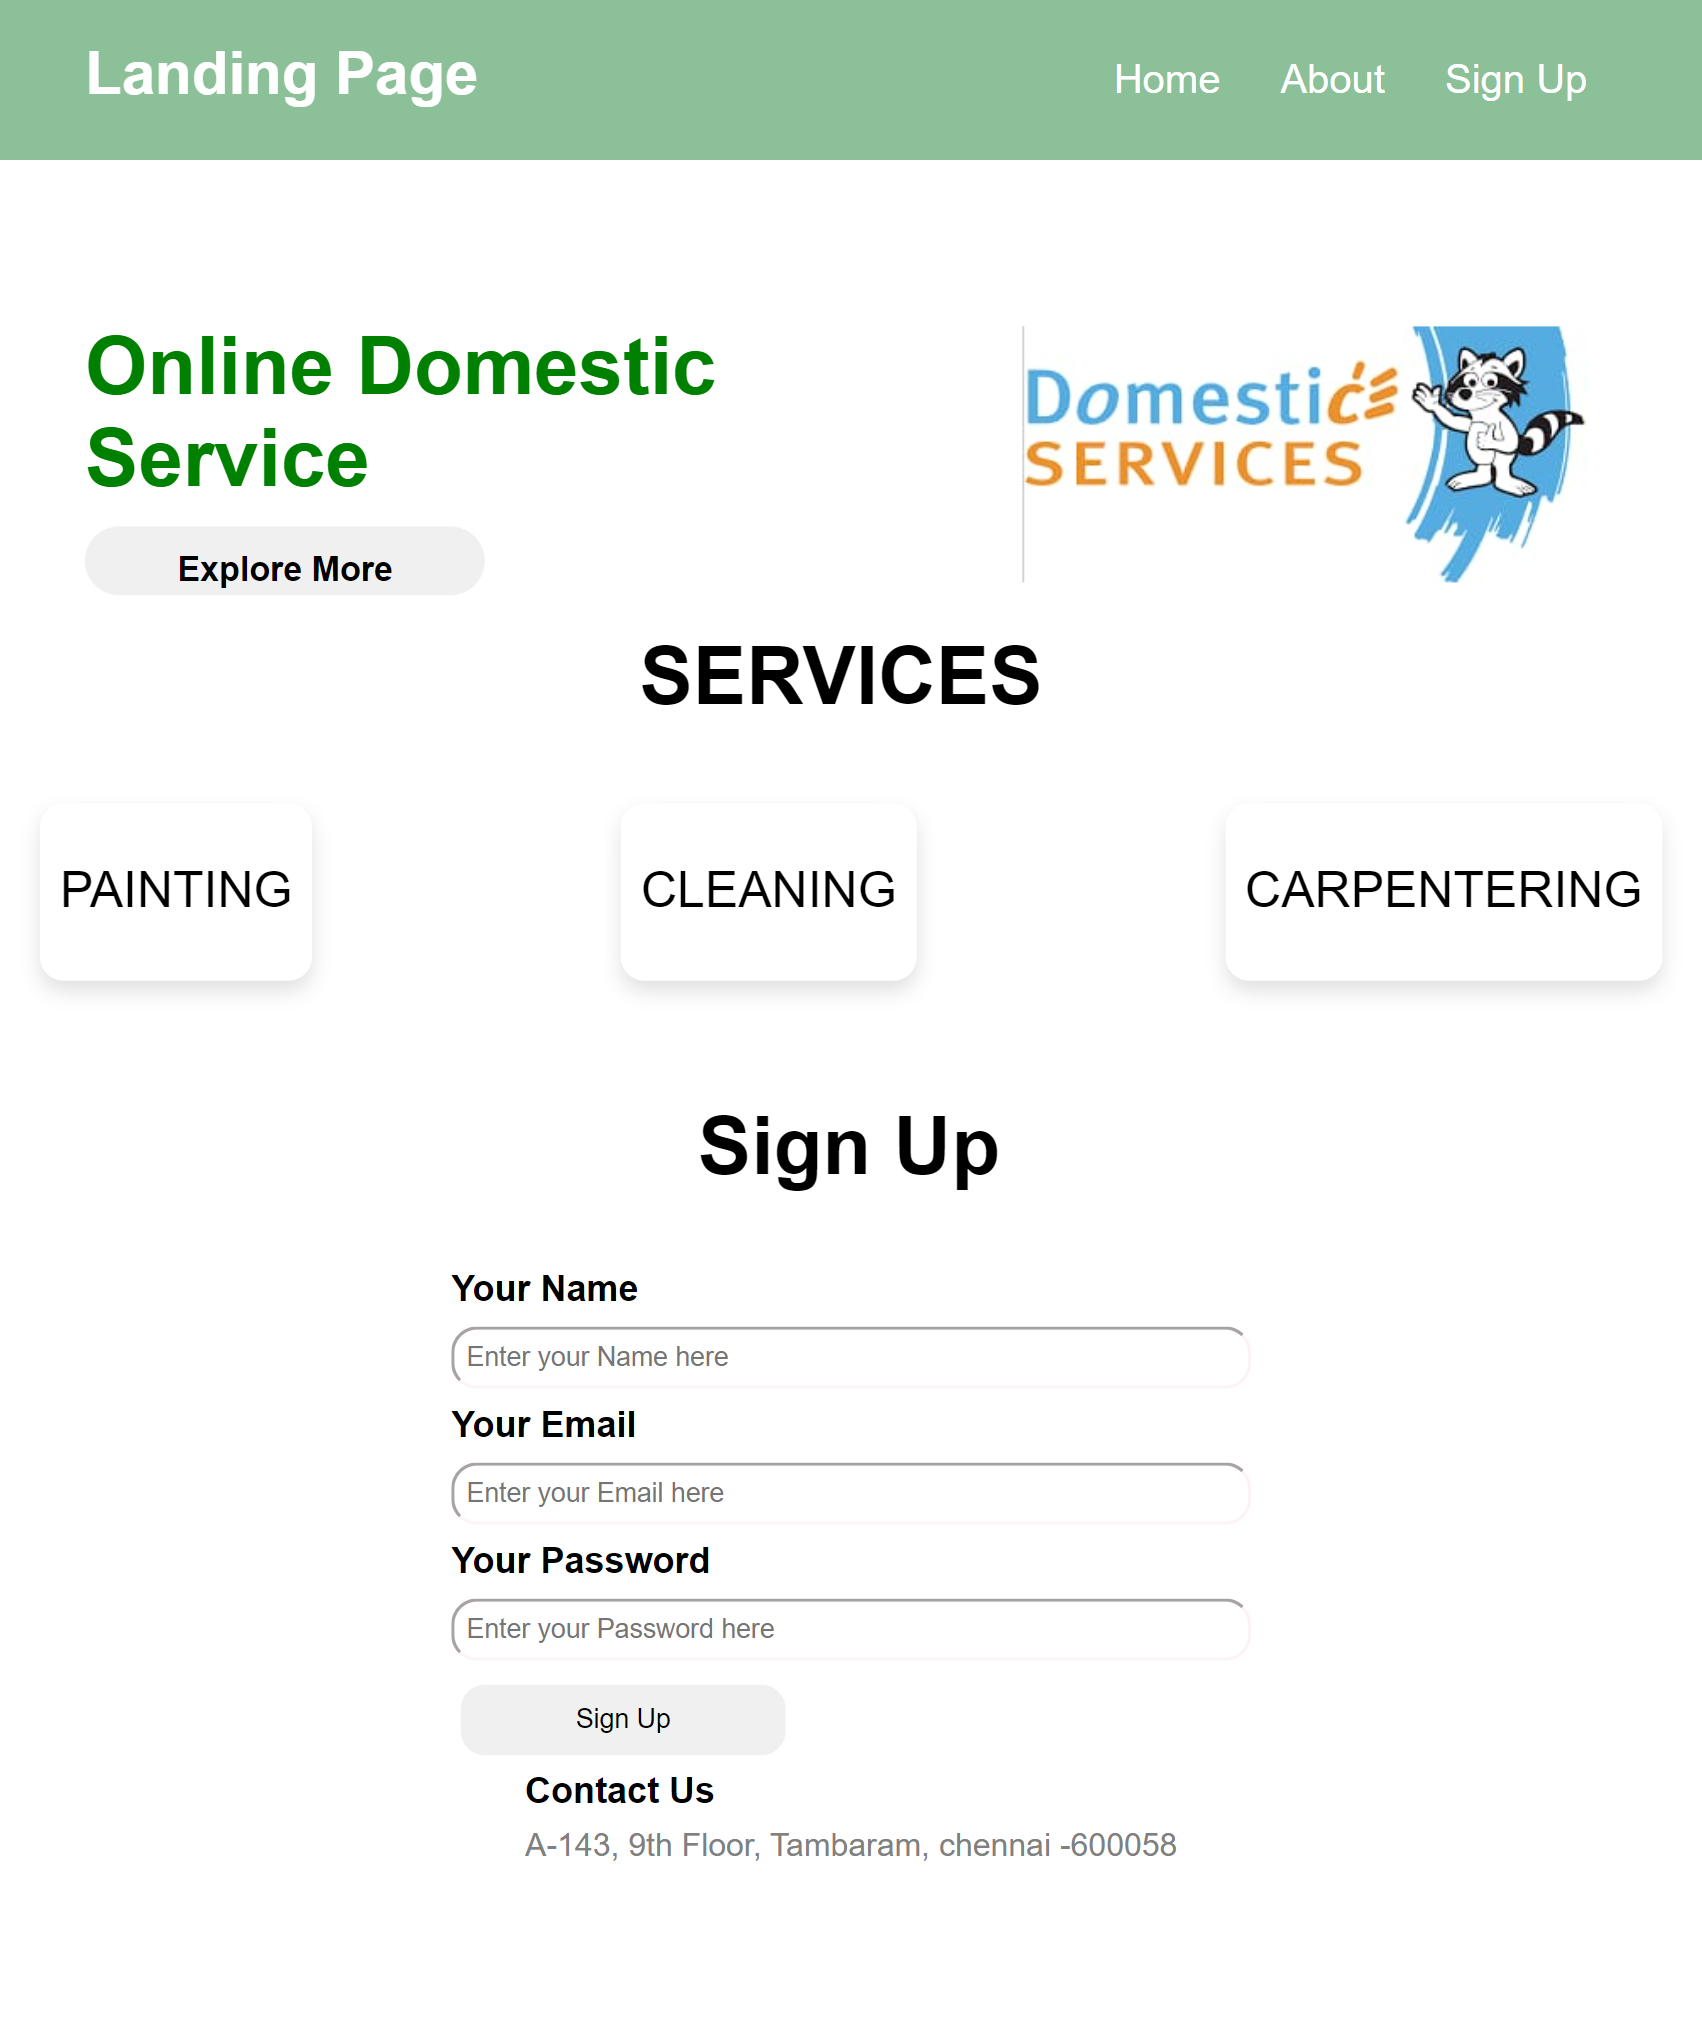 Landing Page
Home About Sign Up
Online Domestic
Service
Domestic
SERVICES
Explore More
SERVICES
PAINTING
CLEANING
CARPENTERING
Sign Up
Your Name
Enter your Name here
Your Email
Enter your Email here
Your Password
Enter your Password here
Sign Up
Contact Us
A-143, 9th Floor, Tambaram, chennai -600058